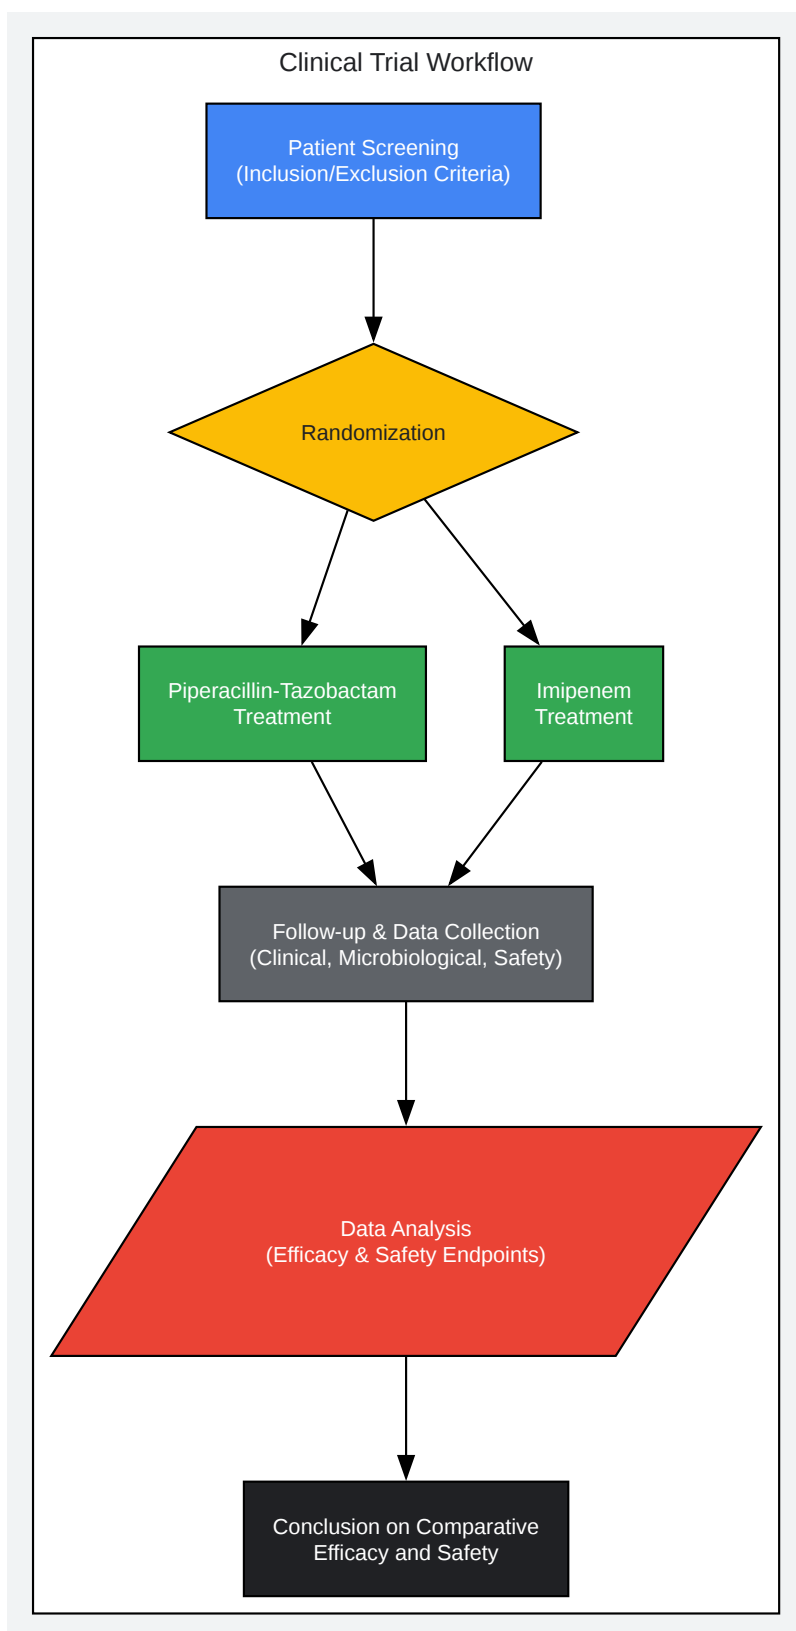 Clinical Trial Workflow
Patient Screening
(Inclusion/Exclusion Criteria)
Randomization
Piperacillin-Tazobactam
Treatment
Imipenem
Treatment
Follow-up & Data Collection
(Clinical, Microbiological, Safety)
Data Analysis
(Efficacy & Safety Endpoints)
Conclusion on Comparative
Efficacy and Safety